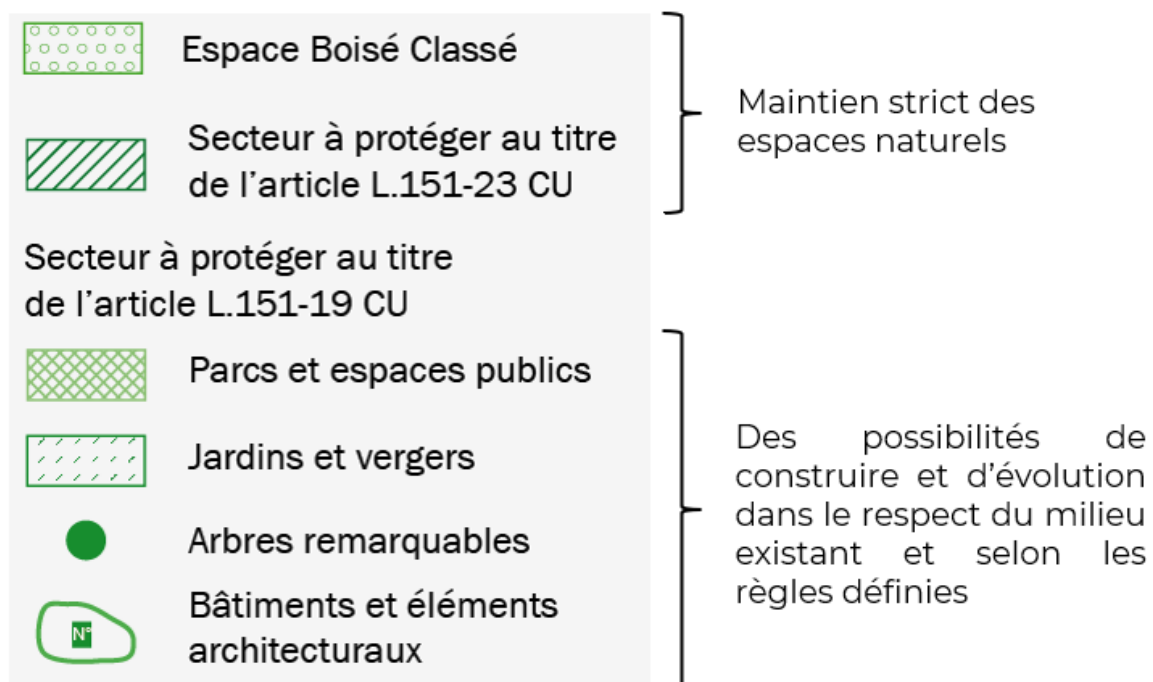 Espace Boisé Classé
Secteur à protéger au titre
de l'article L.151-23 CU
Maintien strict des
espaces naturels
Secteur à protéger au titre
de l'article L.151-19 CU
Parcs et espaces publics
Jardins et vergers
Arbres remarquables
N°
Bâtiments et éléments
architecturaux
Des possibilités de
construire et d'évolution
dans le respect du milieu
existant et selon les
règles définies